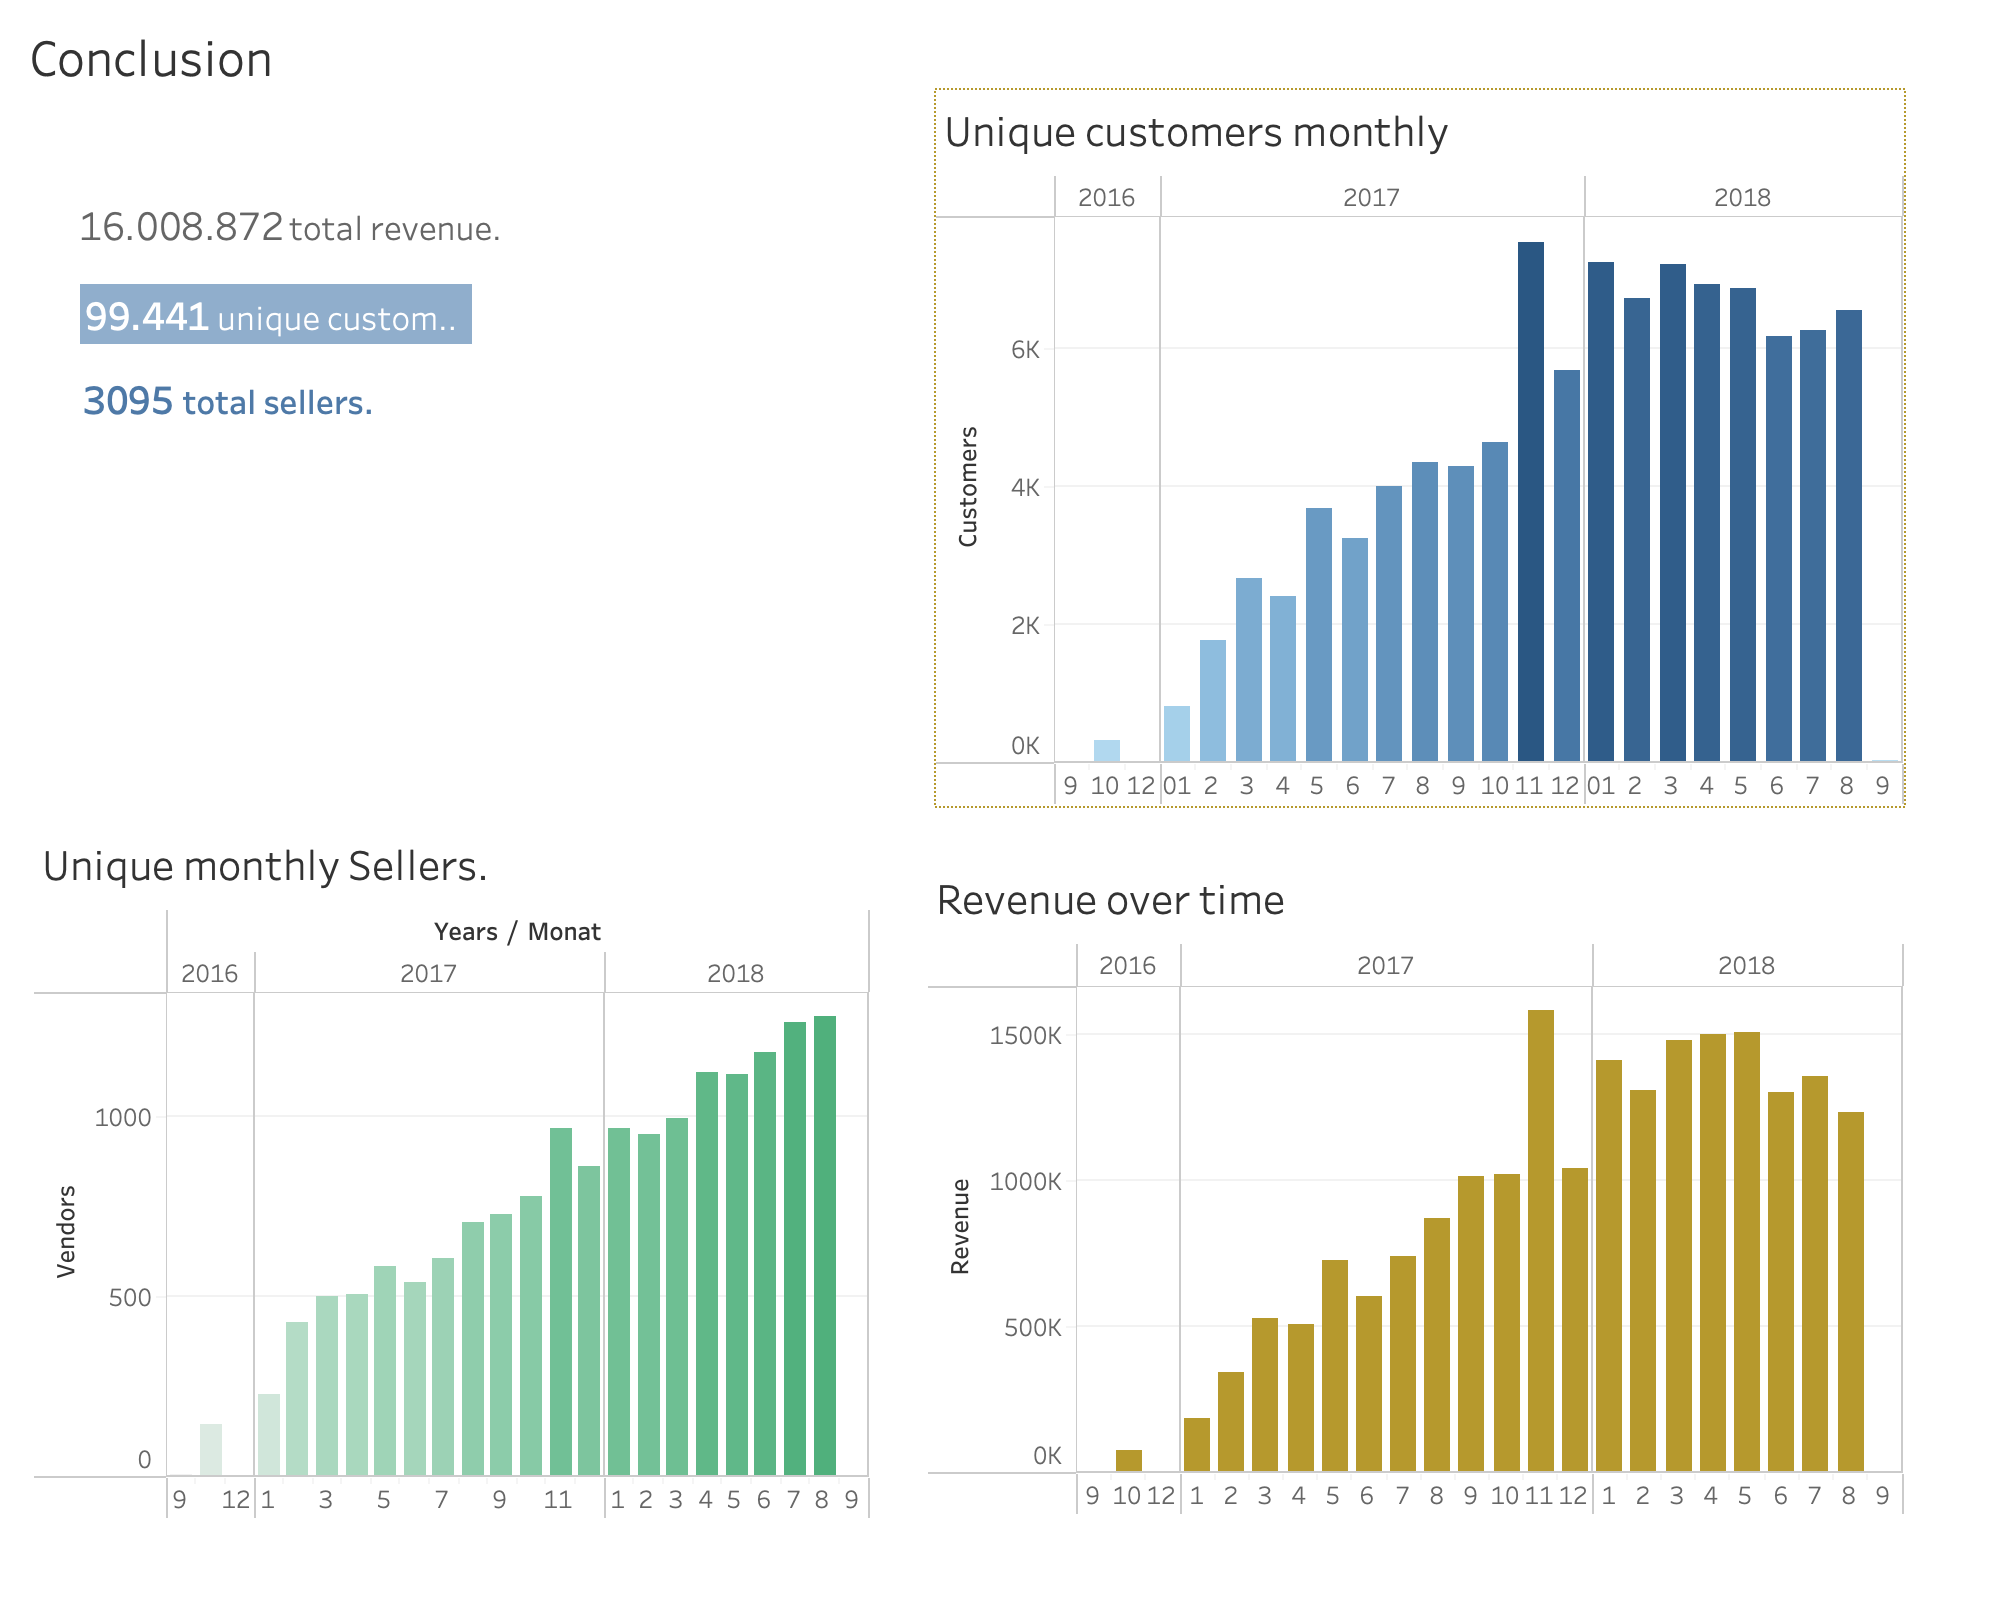 Conclusion
16.008.872 total revenue.
99.441 unique custom..
3095 total sellers.
Unique customers monthly
2016 2017 2018
Customers
6K
4K
2K
0K
9 10 12 01 2 3 4 5 6 7 8 9 10 11 12 01 2 3 4 5 6 7 8 9
Unique monthly Sellers.
Years / Monat
2016 2017 2018
Vendors
1000
500
0
9 12 1 3 5 7 9 11 1 2 3 4 5 6 7 8 9
Revenue over time
2016 2017 2018
Revenue
1500K
1000K
500K
0K
9 10 12 1 2 3 4 5 6 7 8 9 10 11 12 1 2 3 4 5 6 7 8 9